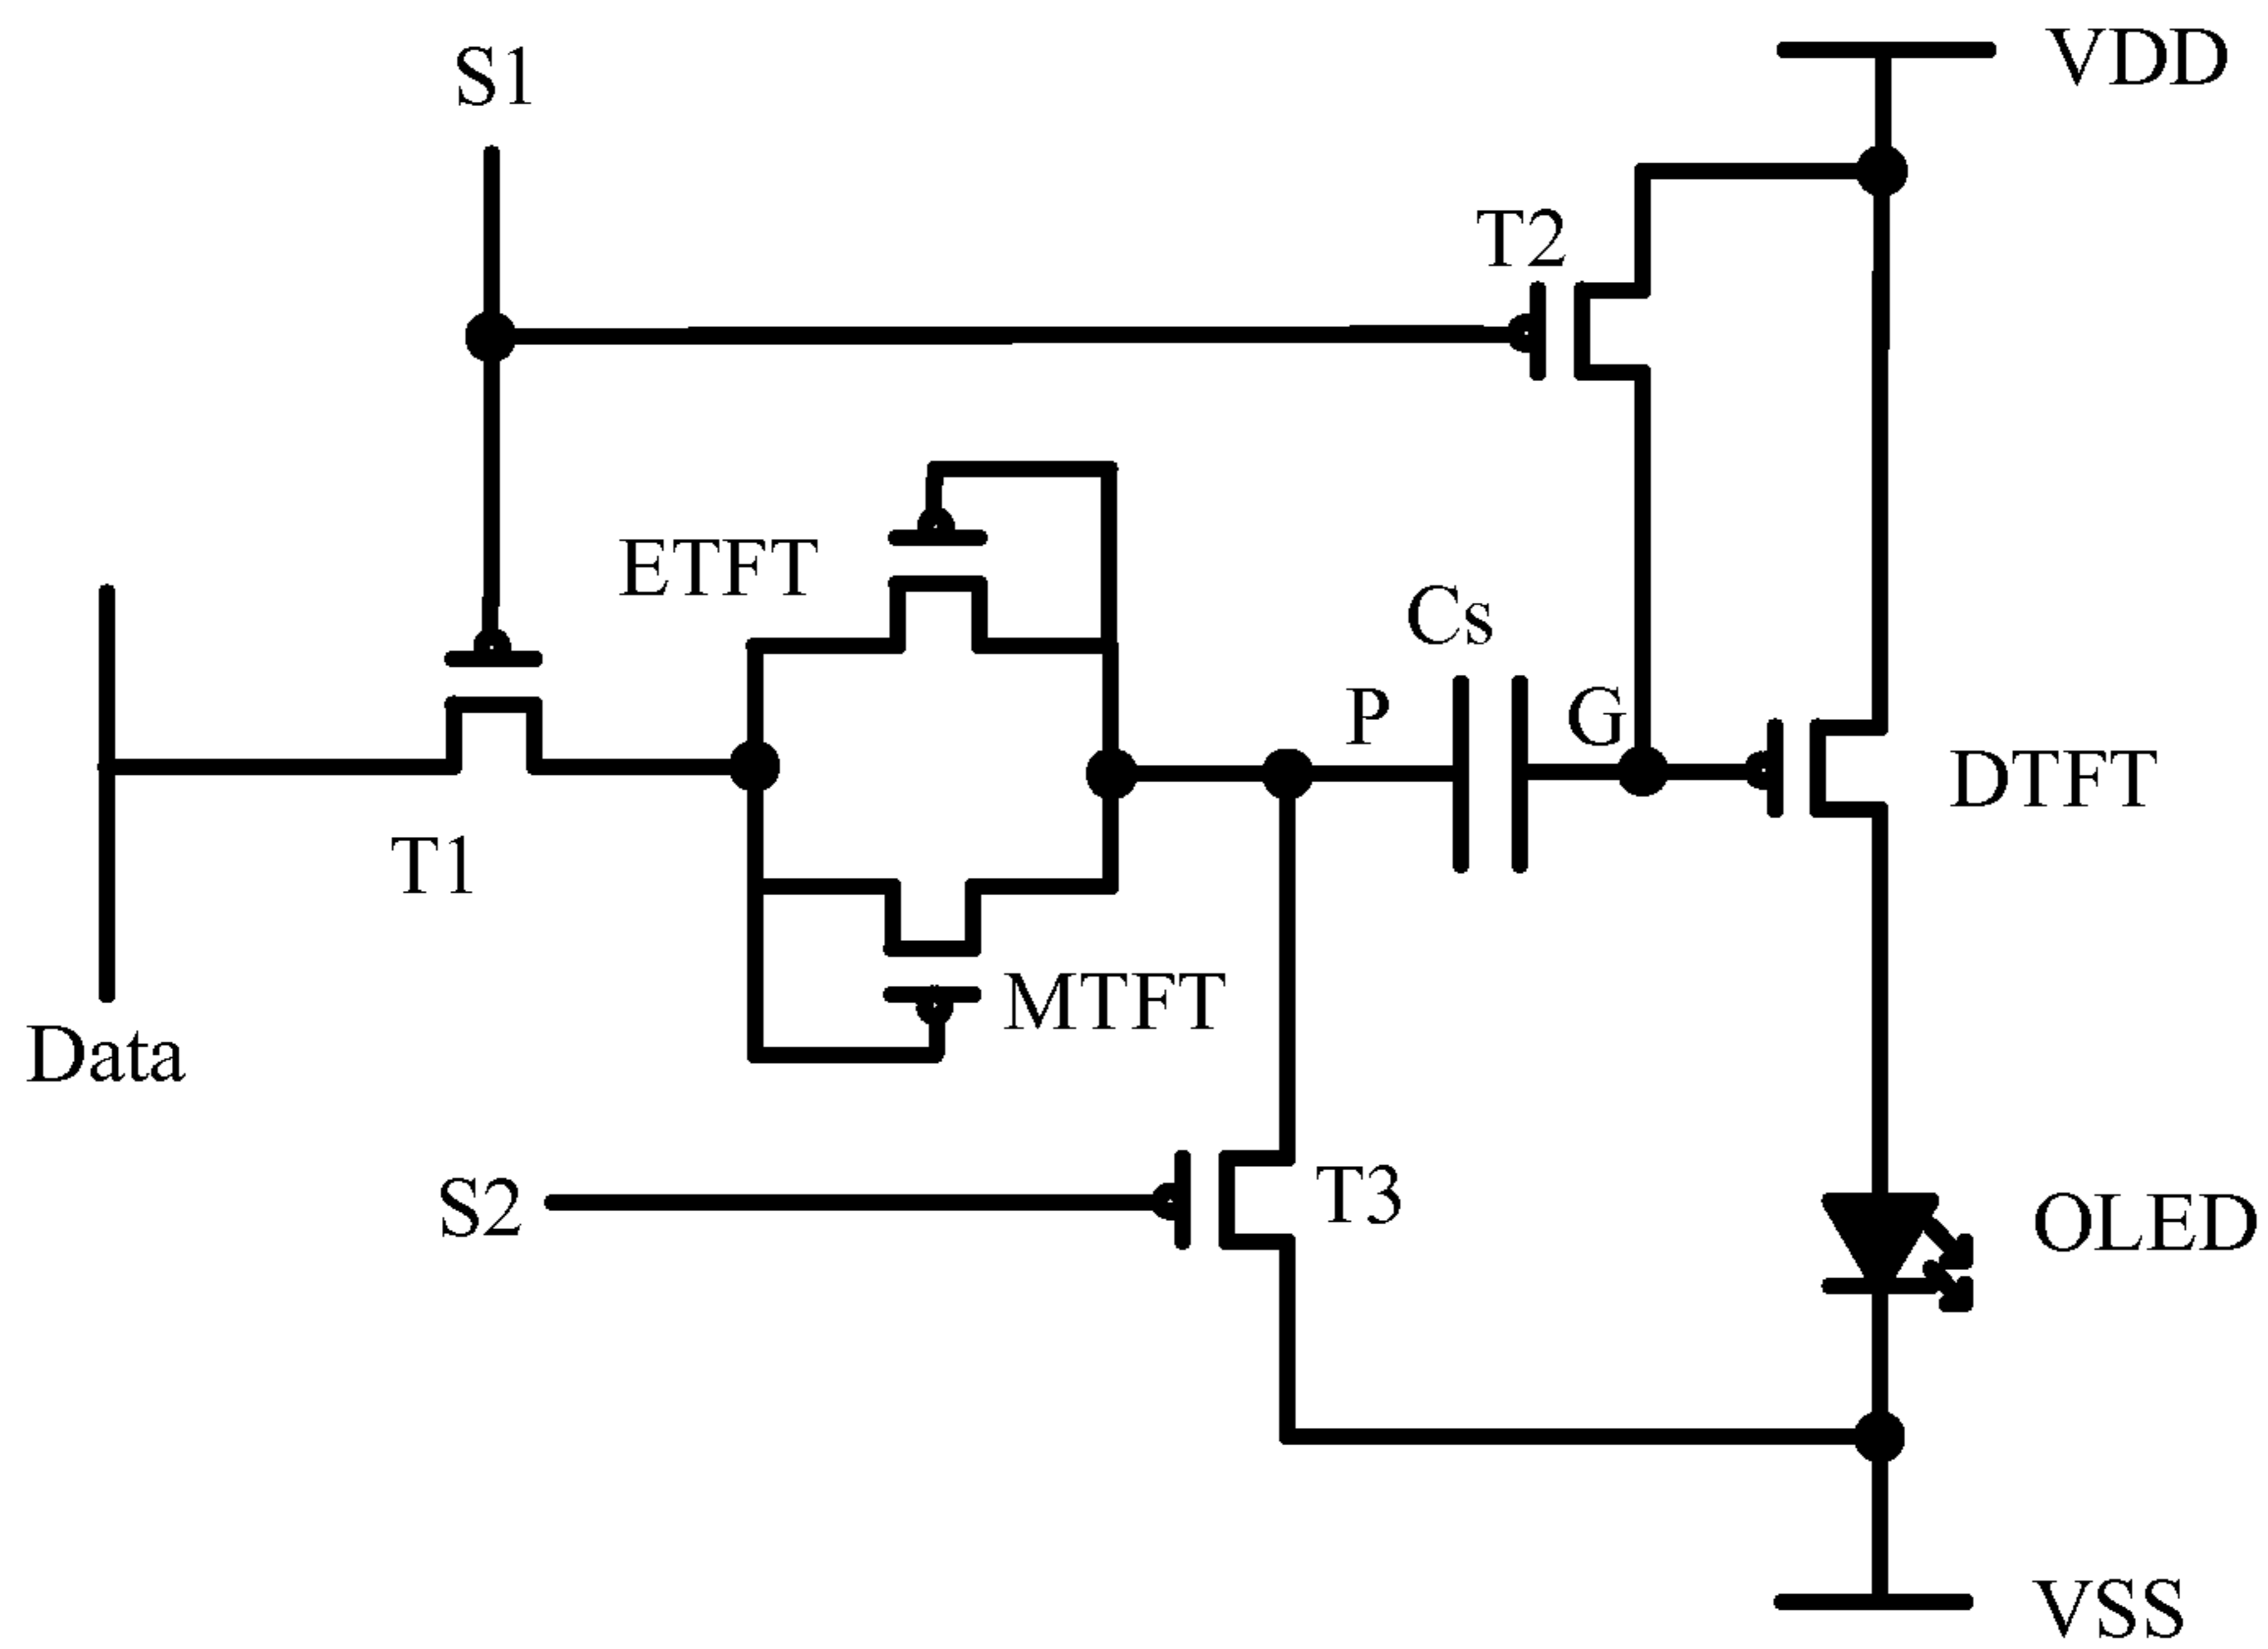 VDD
S1
T2
ETFT
Cs
P
G
DTFT
T1
MTFT
Data
S2
T3
OLED
VSS